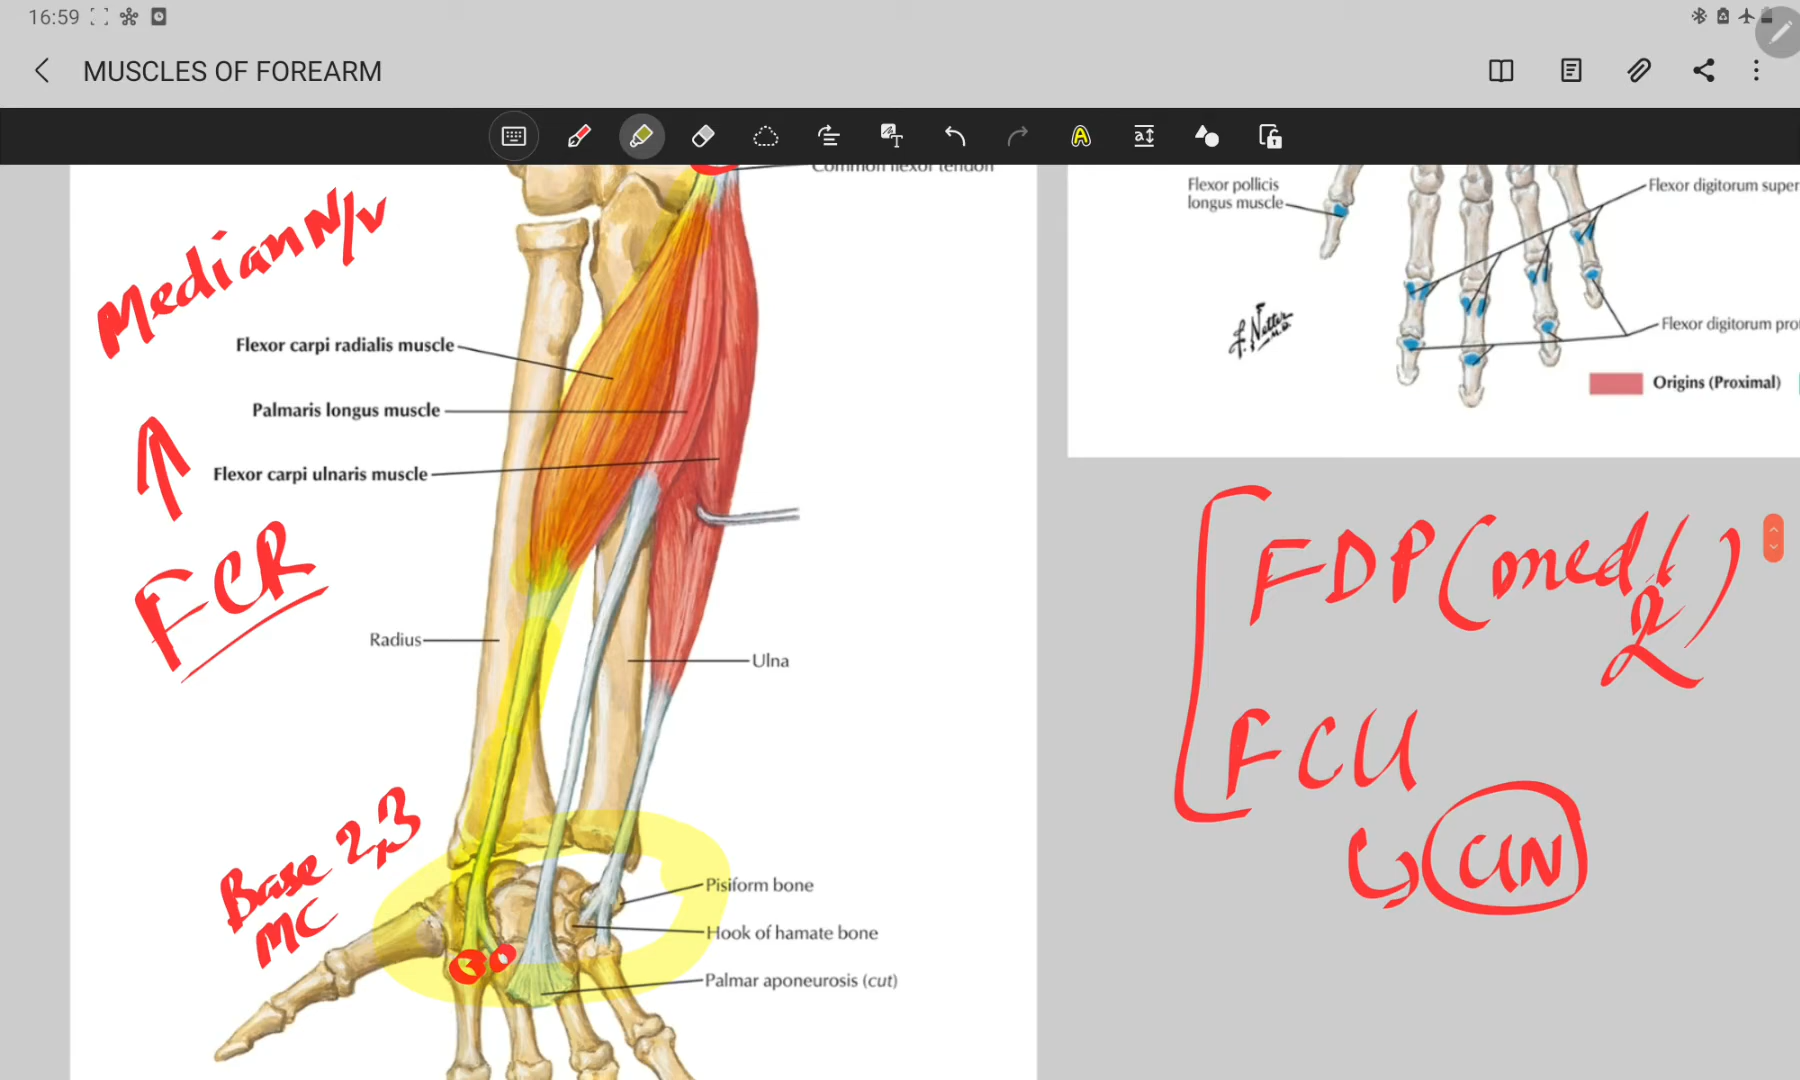 16:59
MUSCLES OF FOREARM
Common flexor tendon
Median N/v
Flexor carpi radialis muscle
Palmaris longus muscle
Flexor carpi ulnaris muscle
FCR
Radius
Ulna
Base 2,3
MC
Pisiform bone
Hook of hamate bone
Palmar aponeurosis (cut)
Flexor pollicis
longus muscle
Flexor digitorum super
F. Netter
M.D.
Flexor digitorum pro
Origins (Proximal)
FDP (med 1/2)
FCU
UN